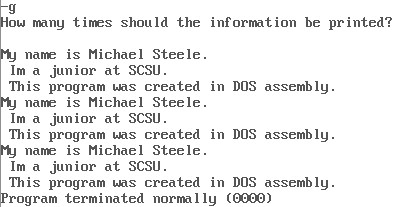 -g
How many times should the information be printed?
My name is Michael Steele.
Im a junior at SCSU.
This program was created in DOS assembly.
My name is Michael Steele.
Im a junior at SCSU.
This program was created in DOS assembly.
My name is Michael Steele.
Im a junior at SCSU.
This program was created in DOS assembly.
Program terminated normally (0000)